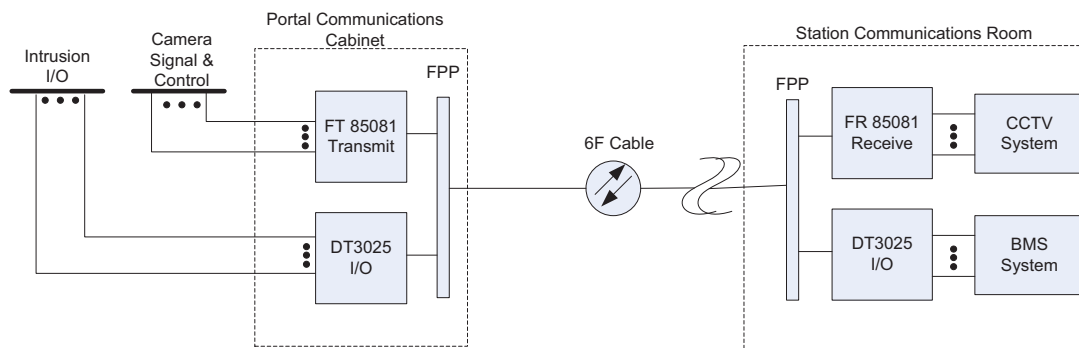 Portal Communications
Cabinet
Station Communications Room
Intrusion
I/O
Camera
Signal &
Control
FPP
FT 85081
Transmit
DT3025
I/O
6F Cable
FPP
FR 85081
Receive
CCTV
System
DT3025
I/O
BMS
System